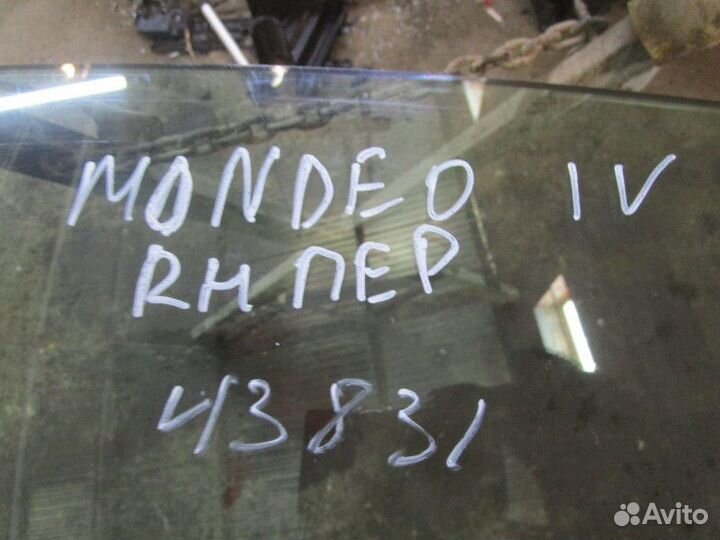 MONDEO IV
RH ПЕР
43831
Avito